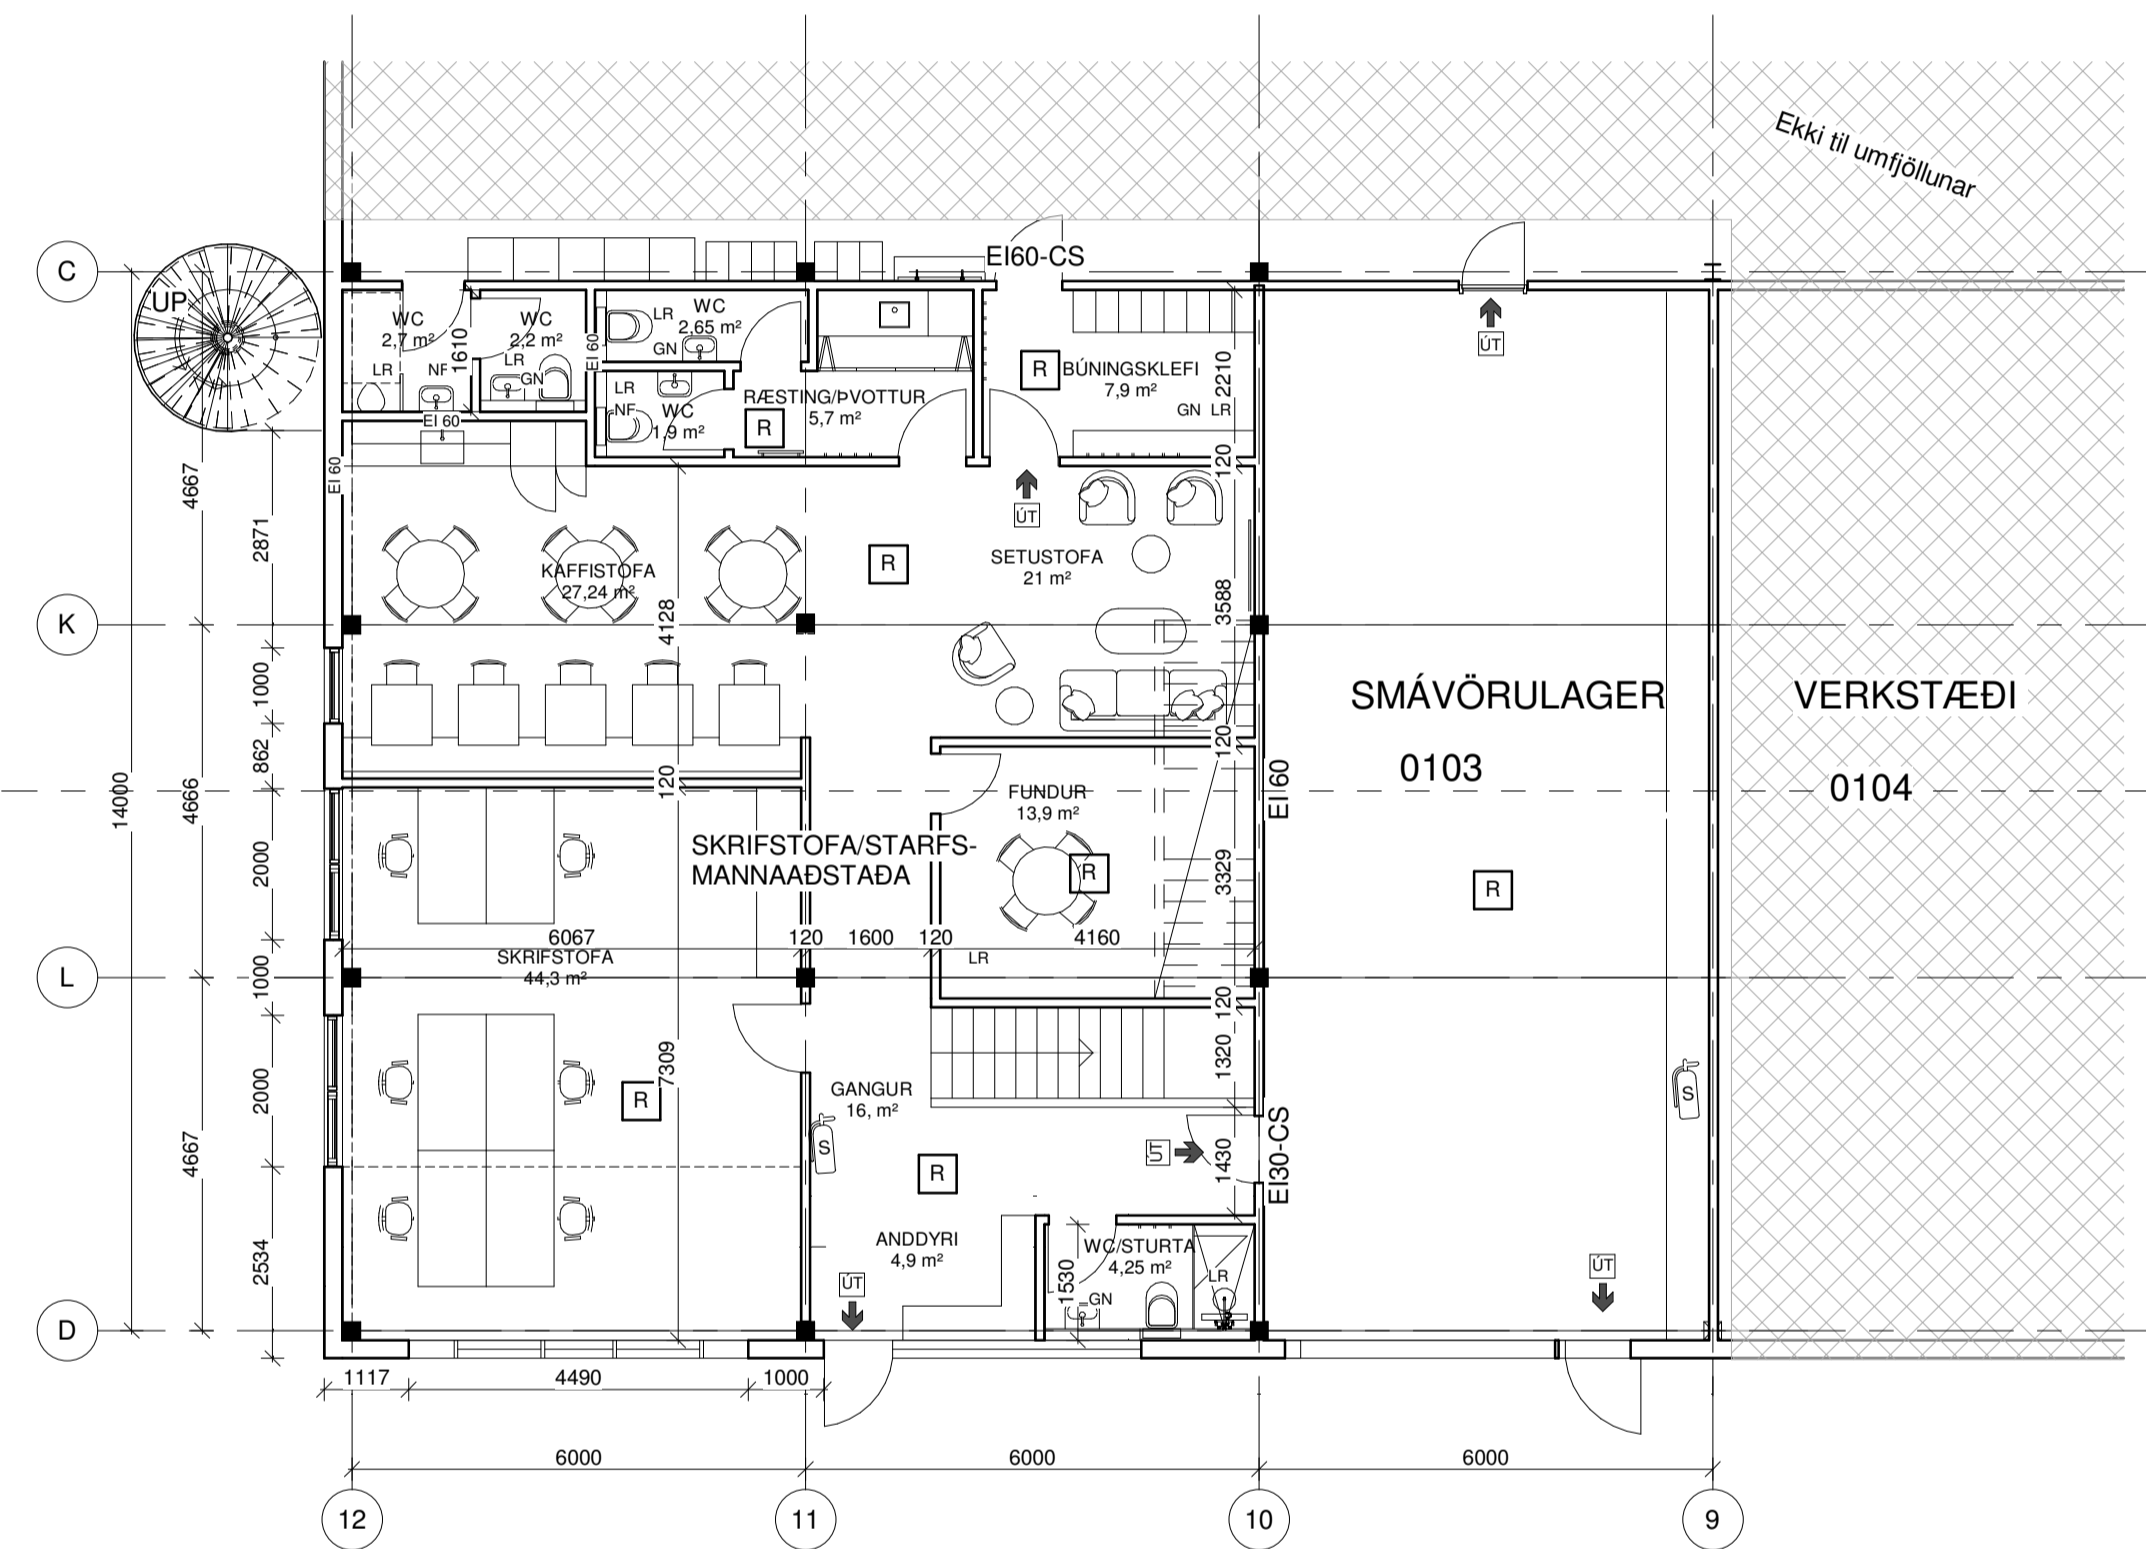 Ekki til umfjöllunar
C
EI60-CS
UP
WC
2,7 m²
LR
NF
1610
WC
2,2 m²
LR
GN
EI 60
LR
WC
2,65 m²
GN
LR
NF
WC
1,9 m²
RÆSTING/ÞVOTTUR
5,7 m²
R
R
BÚNINGSKLEFI
7,9 m²
GN LR
2210
120
ÚT
EI 60
EI 60
4667
2871
ÚT
KAFFISTOFA
27,24 m²
R
SETUSTOFA
21 m²
4128
3588
K
1000
862
SMÁVÖRULAGER
0103
VERKSTÆÐI
0104
14000
4666
120
120
EI 60
FUNDUR
13,9 m²
R
SKRIFSTOFA/STARFS-
MANNAAÐSTAÐA
2000
3329
R
6067
120
1600
120
4160
SKRIFSTOFA
44,3 m²
LR
L
1000
120
1320
7309
R
2000
GANGUR
16, m²
S
S
4667
R
ÚT
1430
EI30-CS
2534
ANDDYRI
4,9 m²
WC/STURTA
4,25 m²
LR
GN
1530
ÚT
ÚT
D
1117
4490
1000
6000
6000
6000
12
11
10
9